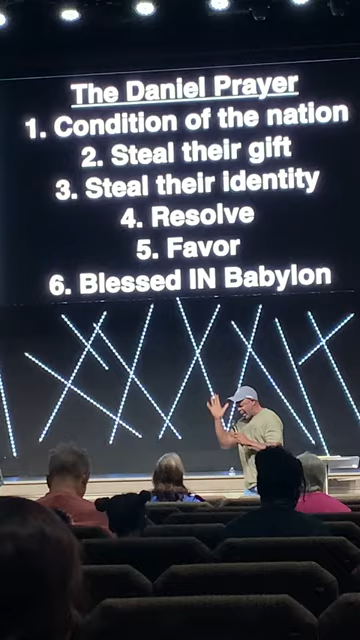 The Daniel Prayer
1. Condition of the nation
2. Steal their gift
3. Steal their identity
4. Resolve
5. Favor
6. Blessed IN Babylon